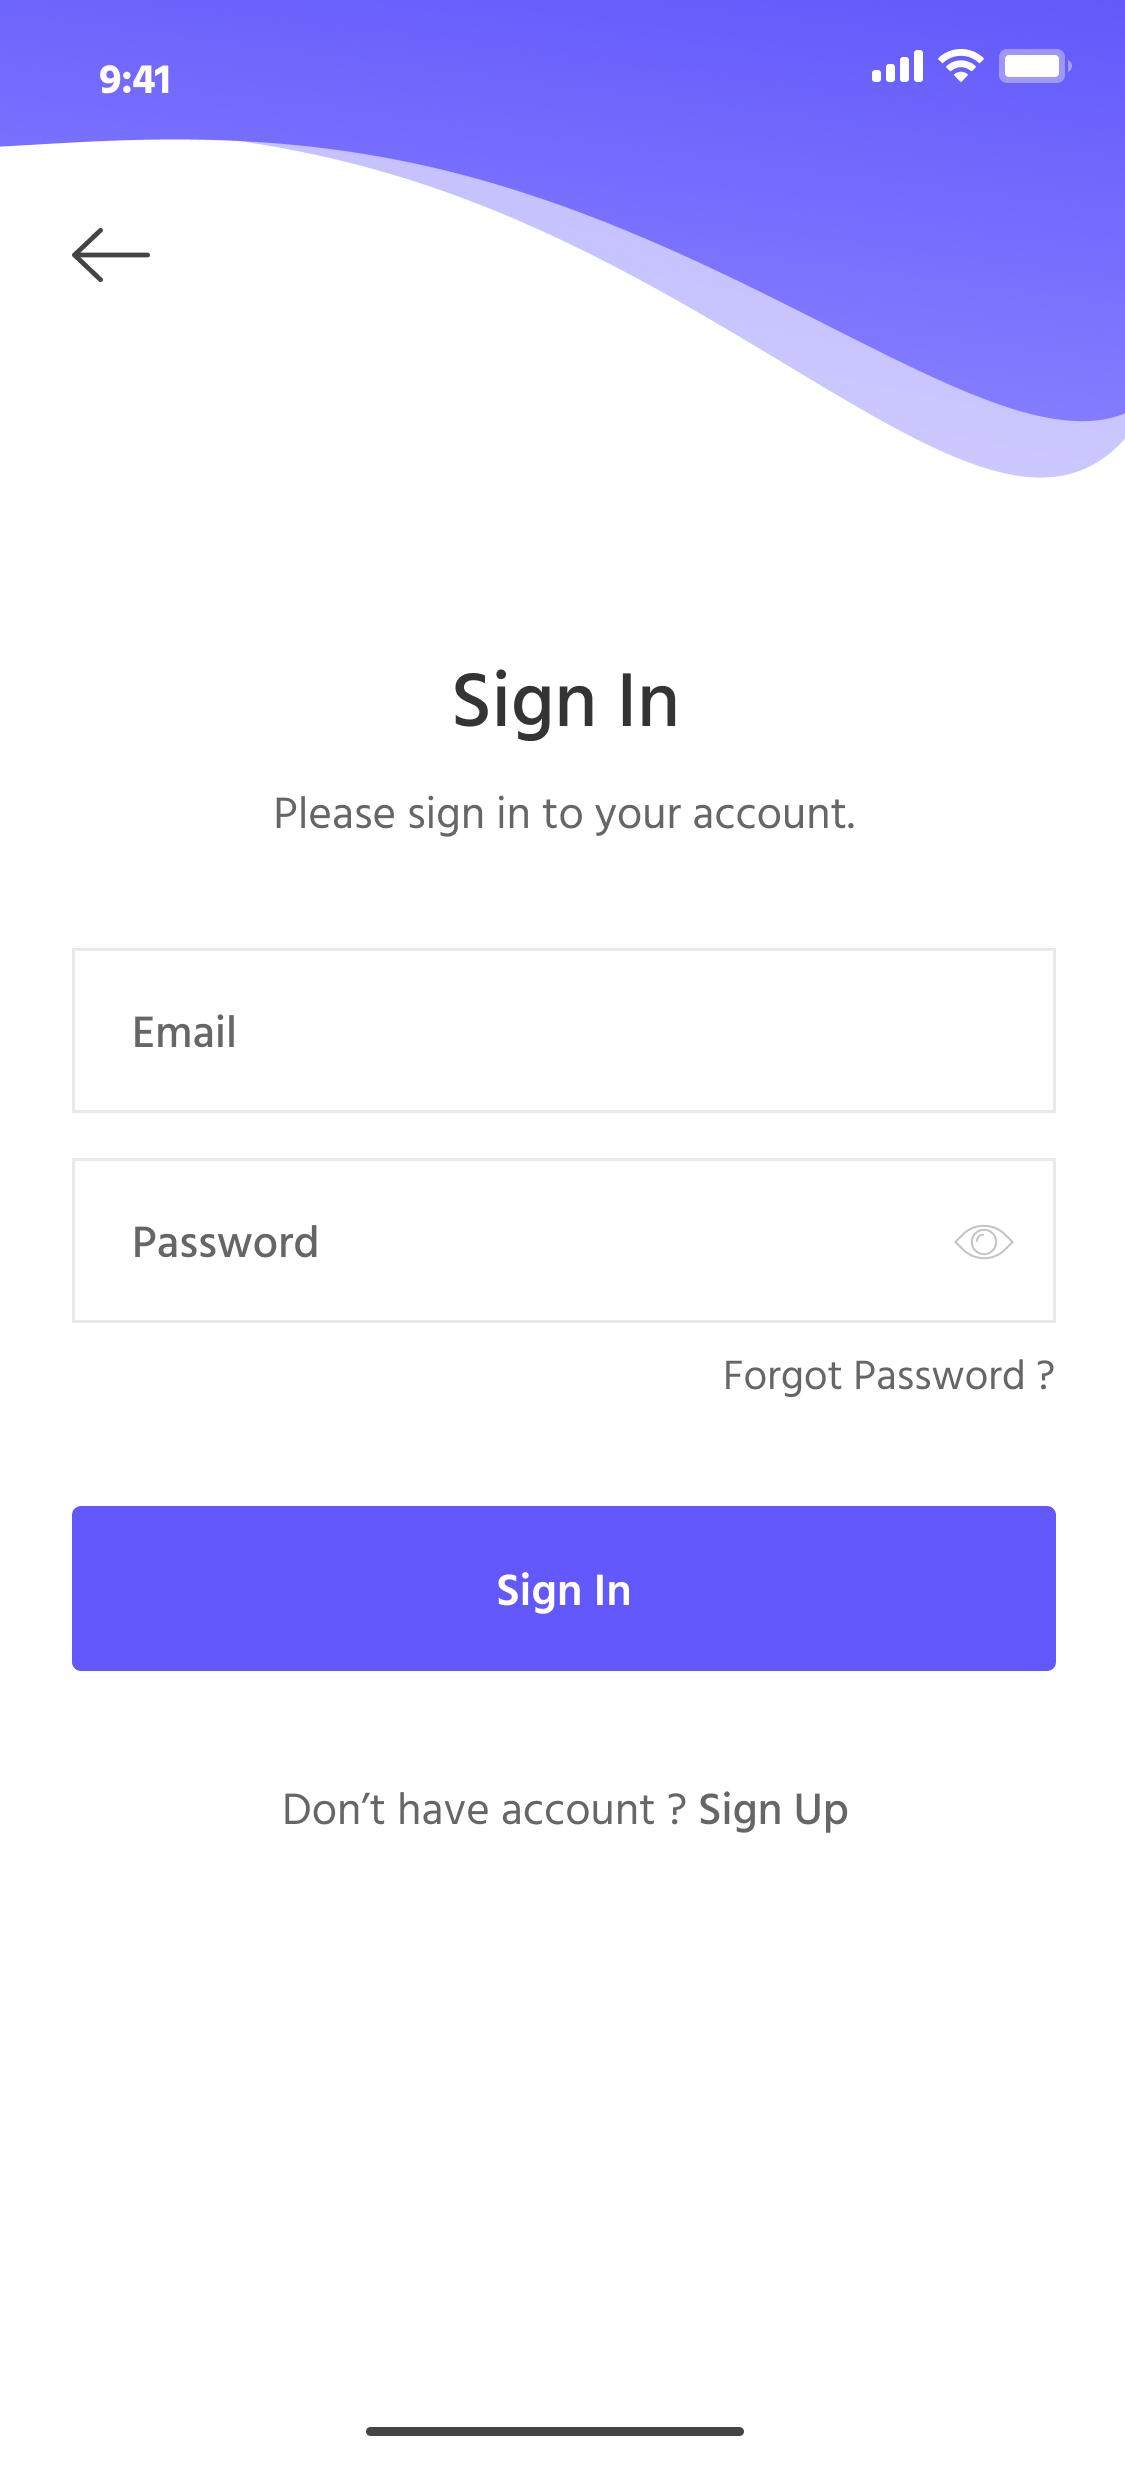 9:41
Sign In
Please sign in to your account.
Email
Password
Forgot Password ?
Sign In
Don’t have account ? Sign Up